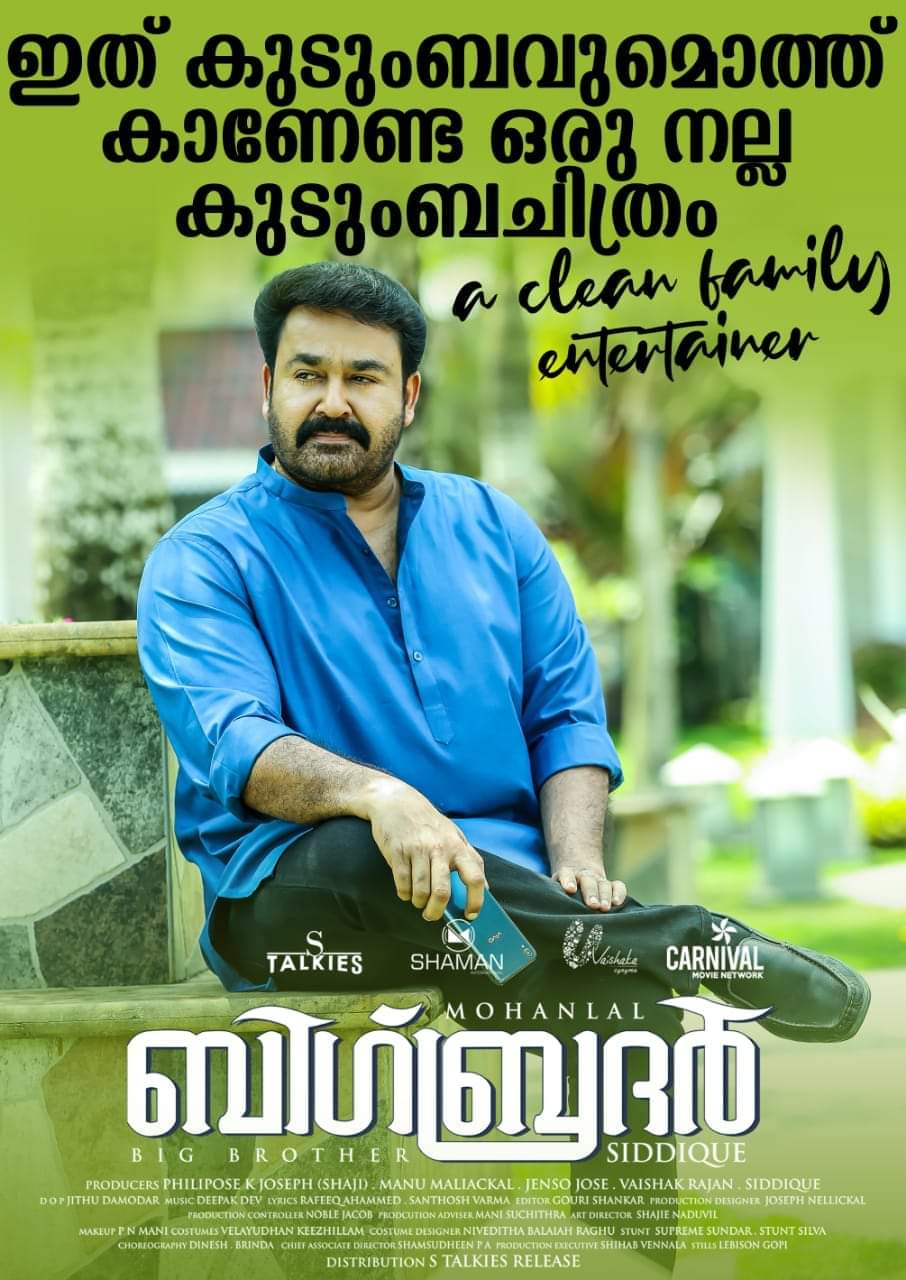 ഇത് കുടുംബവുമൊത്ത്
കാണേണ്ട ഒരു നല്ല
കുടുംബചിത്രം
a clean family
entertainer
S
TALKIES
SHAMAN
Vaishaka
cynyma
CARNIVAL
MOVIE NETWORK
MOHANLAL
ബിഗ്ബ്രദർ
BIG BROTHER
SIDDIQUE
PRODUCERS PHILIPOSE K JOSEPH (SHAJI) . MANU MALIACKAL . JENSO JOSE . VAISHAK RAJAN . SIDDIQUE
D O P JITHU DAMODAR MUSIC DEEPAK DEV LYRICS RAFEEQ AHAMMED . SANTHOSH VARMA EDITOR GOURI SHANKAR PRODUCTION DESIGNER JOSEPH NELLICKAL
PRODUCTION CONTROLLER NOBLE JACOB PRODCUTION ADVISER MANI SUCHITHRA ART DIRECTOR SHAJIE NADUVIL
MAKEUP P N MANI COSTUMES VELAYUDHAN KEEZHILLAM COSTUME DESIGNER NIVEDITHA BALAIAH RAGHU STUNT SUPREME SUNDAR . STUNT SILVA
CHOREOGRAPHY DINESH . BRINDA CHIEF ASSOCIATE DIRECTOR SHAMSUDHEEN P A PRODUCTION EXECUTIVE SHIHAB VENNALA STILLS LEBISON GOPI
DISTRIBUTION S TALKIES RELEASE